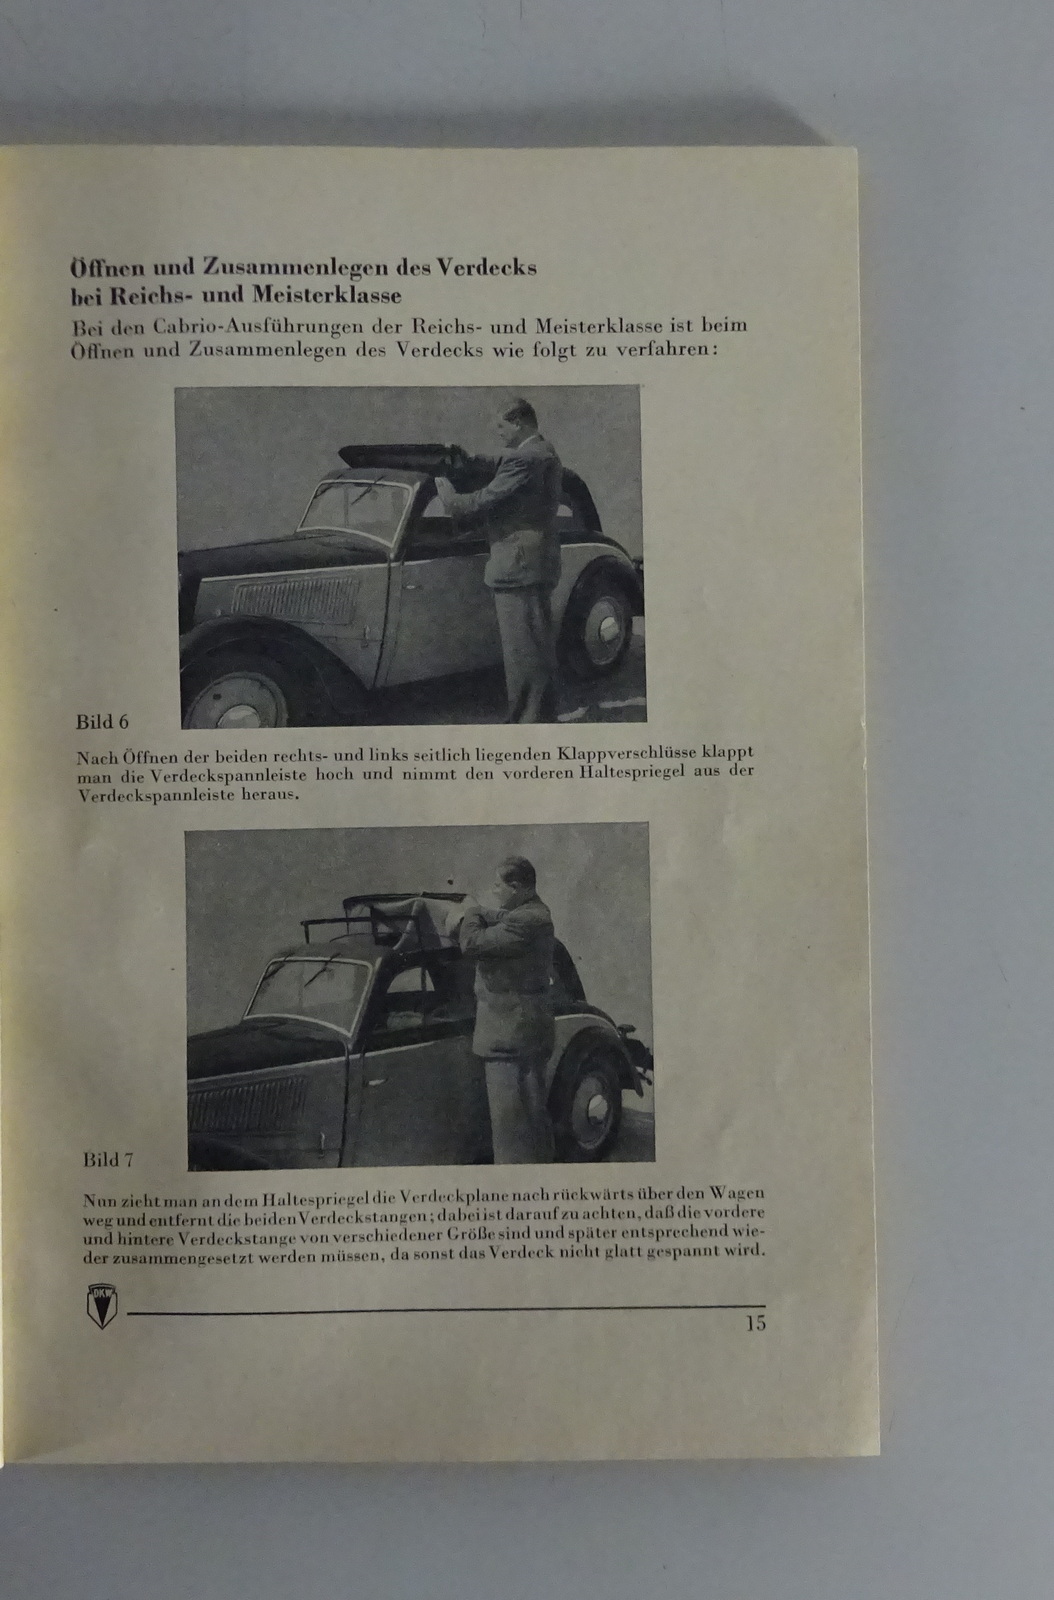 Öffnen und Zusammenlegen des Verdecks
bei Reichs- und Meisterklasse
Bei den Cabrio-Ausführungen der Reichs- und Meisterklasse ist beim
Öffnen und Zusammenlegen des Verdecks wie folgt zu verfahren:
Bild 6
Nach Öffnen der beiden rechts- und links seitlich liegenden Klappverschlüsse klappt
man die Verdeckspannleiste hoch und nimmt den vorderen Haltespriegel aus der
Verdeckspannleiste heraus.
Bild 7
Nun zieht man an dem Haltespriegel die Verdeckplane nach rückwärts über den Wagen
weg und entfernt die beiden Verdeckstangen; dabei ist darauf zu achten, daß die vordere
und hintere Verdeckstange von verschiedener Größe sind und später entsprechend wie-
der zusammengesetzt werden müssen, da sonst das Verdeck nicht glatt gespannt wird.
DKW
15